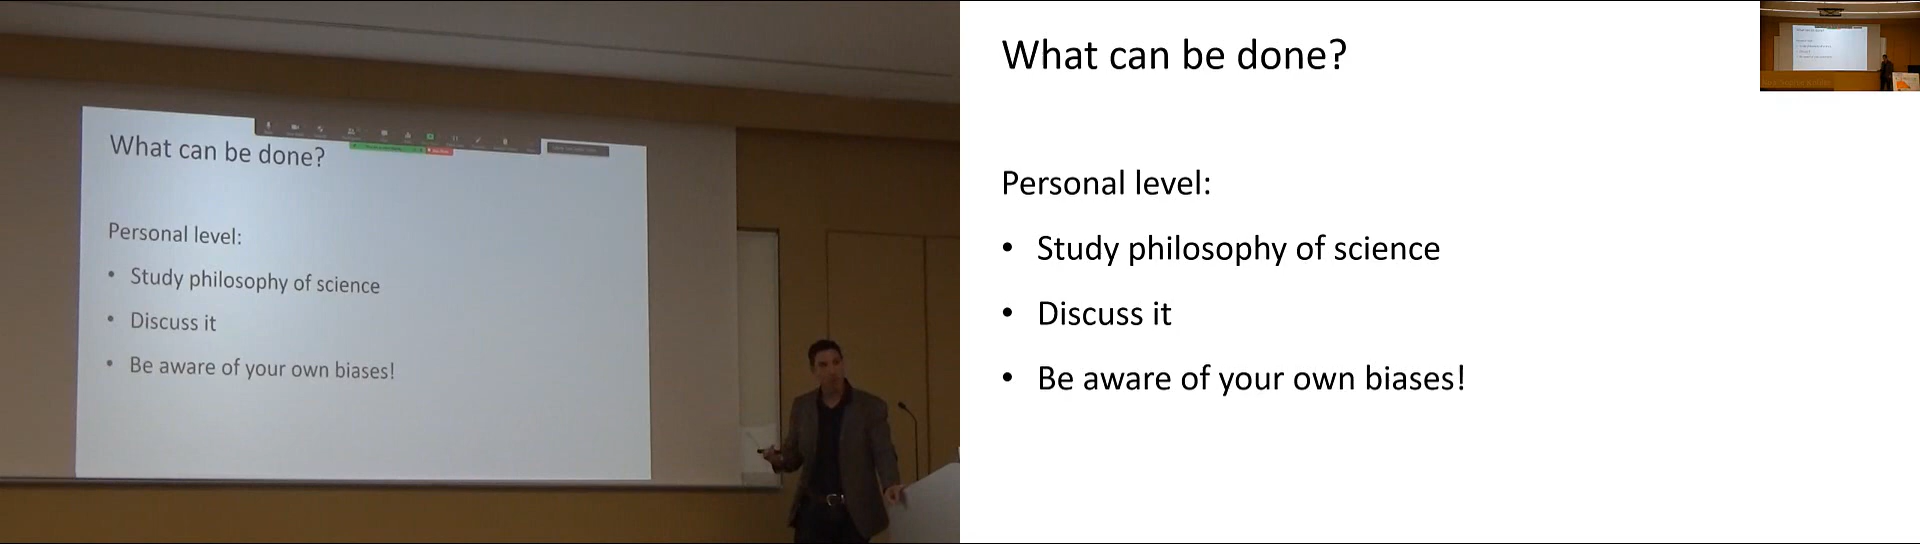 What can be done?
Personal level:
• Study philosophy of science
• Discuss it
• Be aware of your own biases!
What can be done?
Personal level:
• Study philosophy of science
• Discuss it
• Be aware of your own biases!